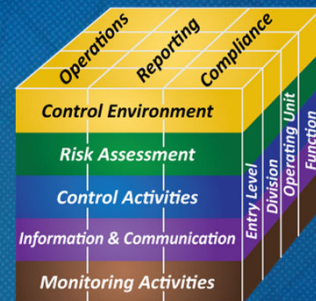 Operations
Reporting
Compliance
Control Environment
Risk Assessment
Control Activities
Information & Communication
Monitoring Activities
Entry Level
Division
Operating Unit
Function